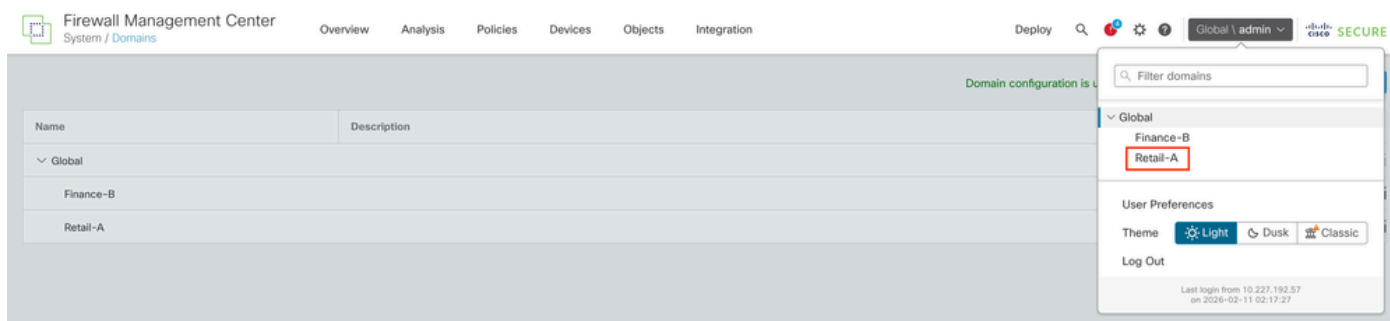 Firewall Management Center
System / Domains
Overview Analysis Policies Devices Objects Integration Deploy Global \ admin cisco SECURE
Domain configuration is u
Name Description
Global
Finance-B
Retail-A
Filter domains
Global
Finance-B
Retail-A
User Preferences
Theme Light Dusk Classic
Log Out
Last login from 10.227.192.57
on 2026-02-11 02:17:27